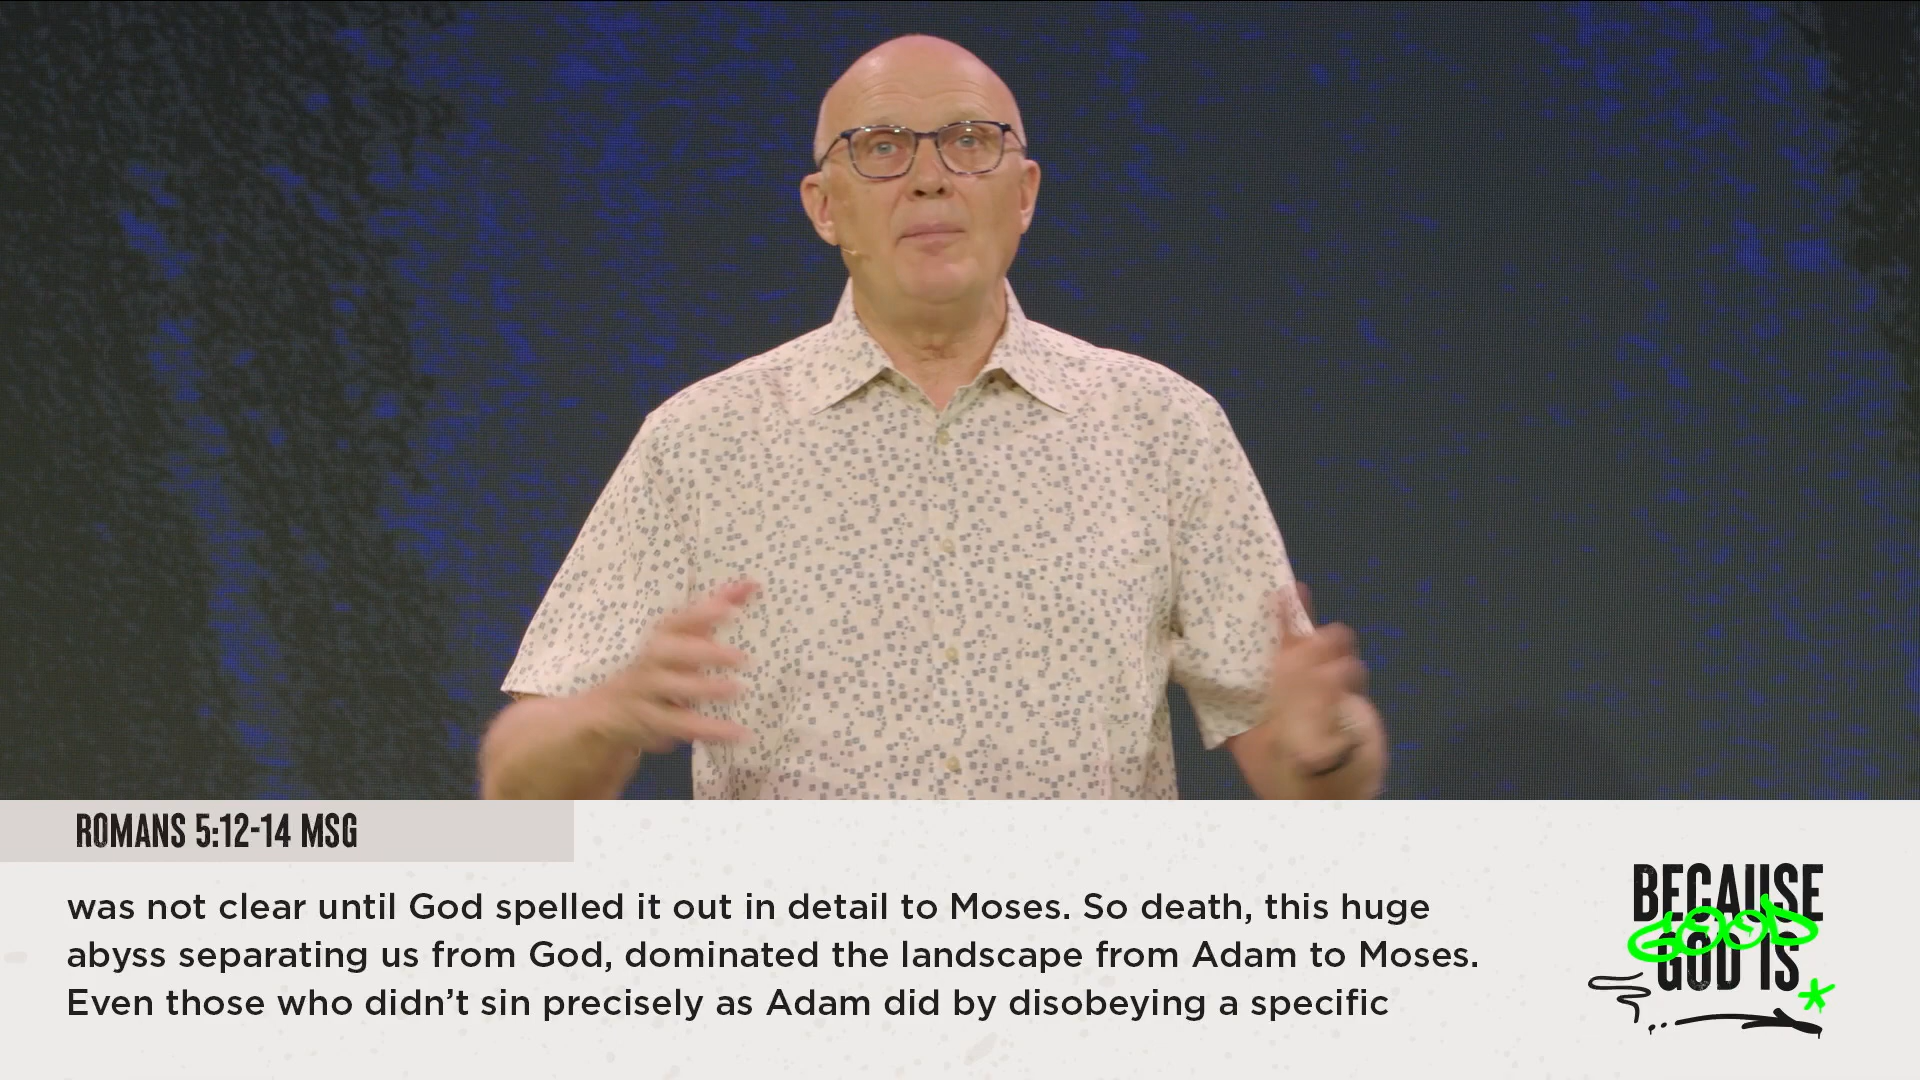 ROMANS 5:12-14 MSG
was not clear until God spelled it out in detail to Moses. So death, this huge
abyss separating us from God, dominated the landscape from Adam to Moses.
Even those who didn’t sin precisely as Adam did by disobeying a specific
BECAUSE
GOOD
GOD IS